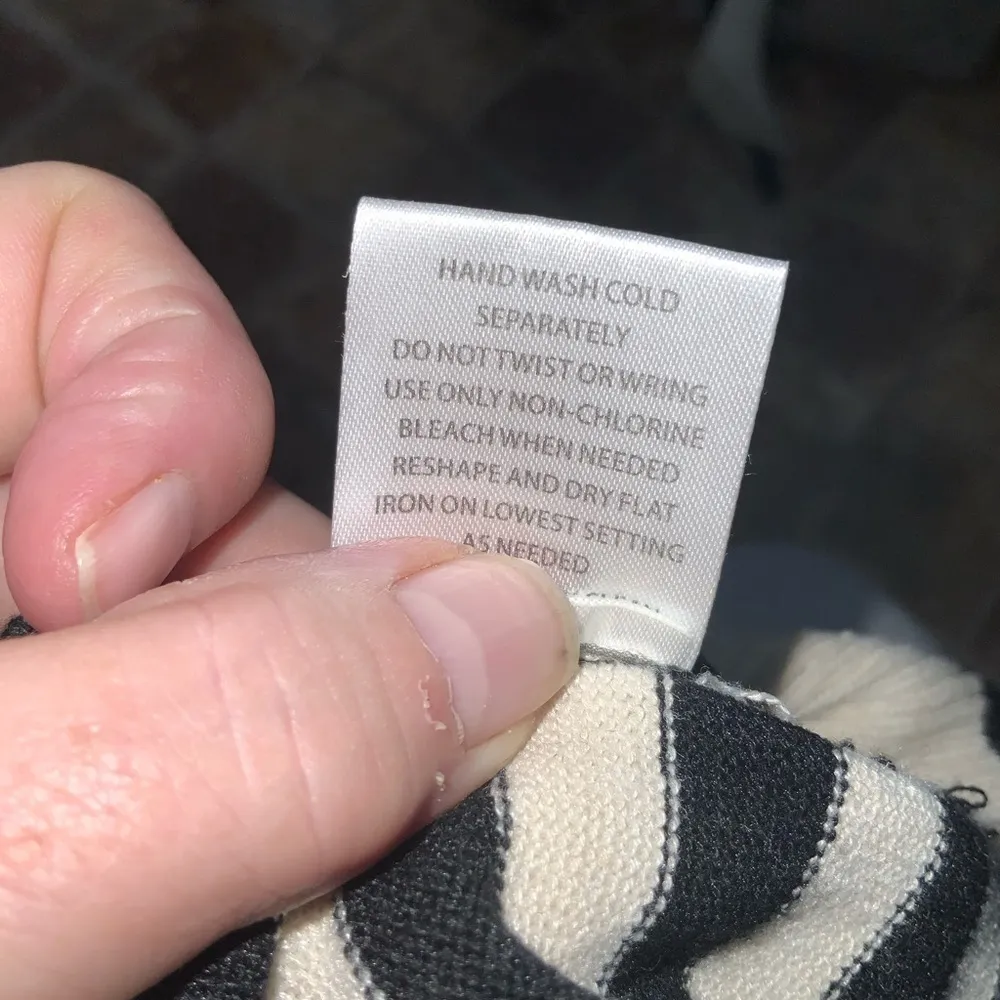 HAND WASH COLD
SEPARATELY
DO NOT TWIST OR WRING
USE ONLY NON-CHLORINE
BLEACH WHEN NEEDED
RESHAPE AND DRY FLAT
IRON ON LOWEST SETTING
AS NEEDED